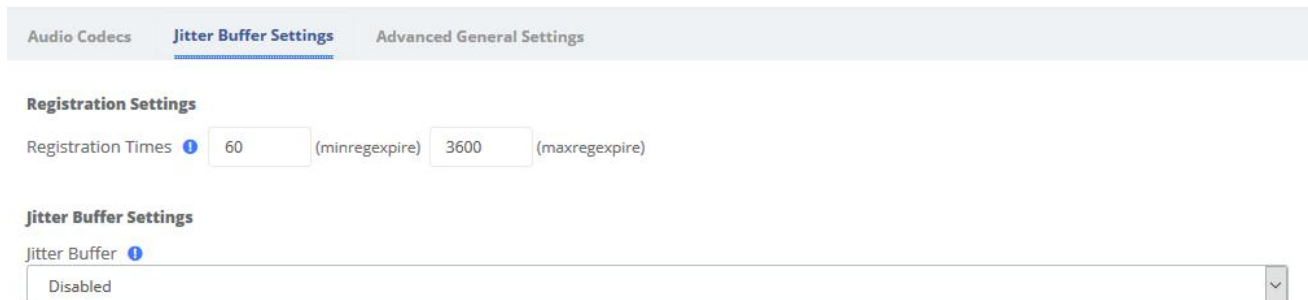 Audio Codecs Jitter Buffer Settings Advanced General Settings
Registration Settings
Registration Times 60 (minregexpire) 3600 (maxregexpire)
Jitter Buffer Settings
Jitter Buffer
Disabled